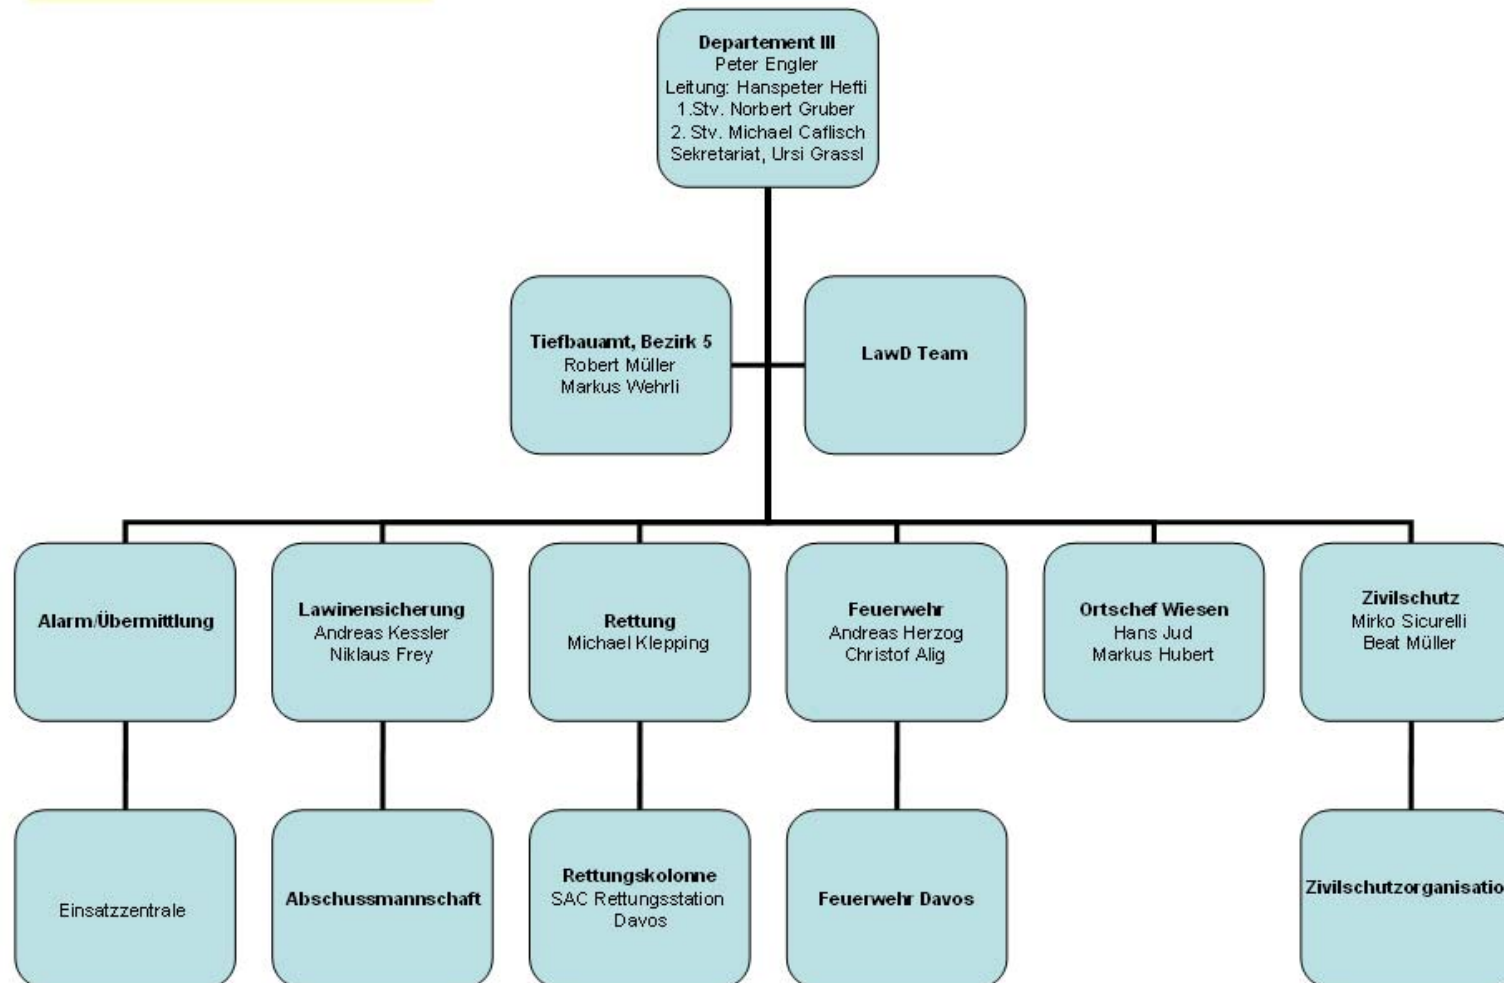 Departement III
Peter Engler
Leitung: Hanspeter Hefti
1.Stv. Norbert Gruber
2. Stv. Michael Caflisch
Sekretariat, Ursi Grassl
Tiefbauamt, Bezirk 5
Robert Müller
Markus Wehrli
LawD Team
Alarm/Übermittlung
Lawinensicherung
Andreas Kessler
Niklaus Frey
Rettung
Michael Klepping
Feuerwehr
Andreas Herzog
Christof Alig
Ortschef Wiesen
Hans Jud
Markus Hubert
Zivilschutz
Mirko Sicurelli
Beat Müller
Einsatzzentrale
Abschussmannschaft
Rettungskolonne
SAC Rettungsstation
Davos
Feuerwehr Davos
Zivilschutzorganisatio